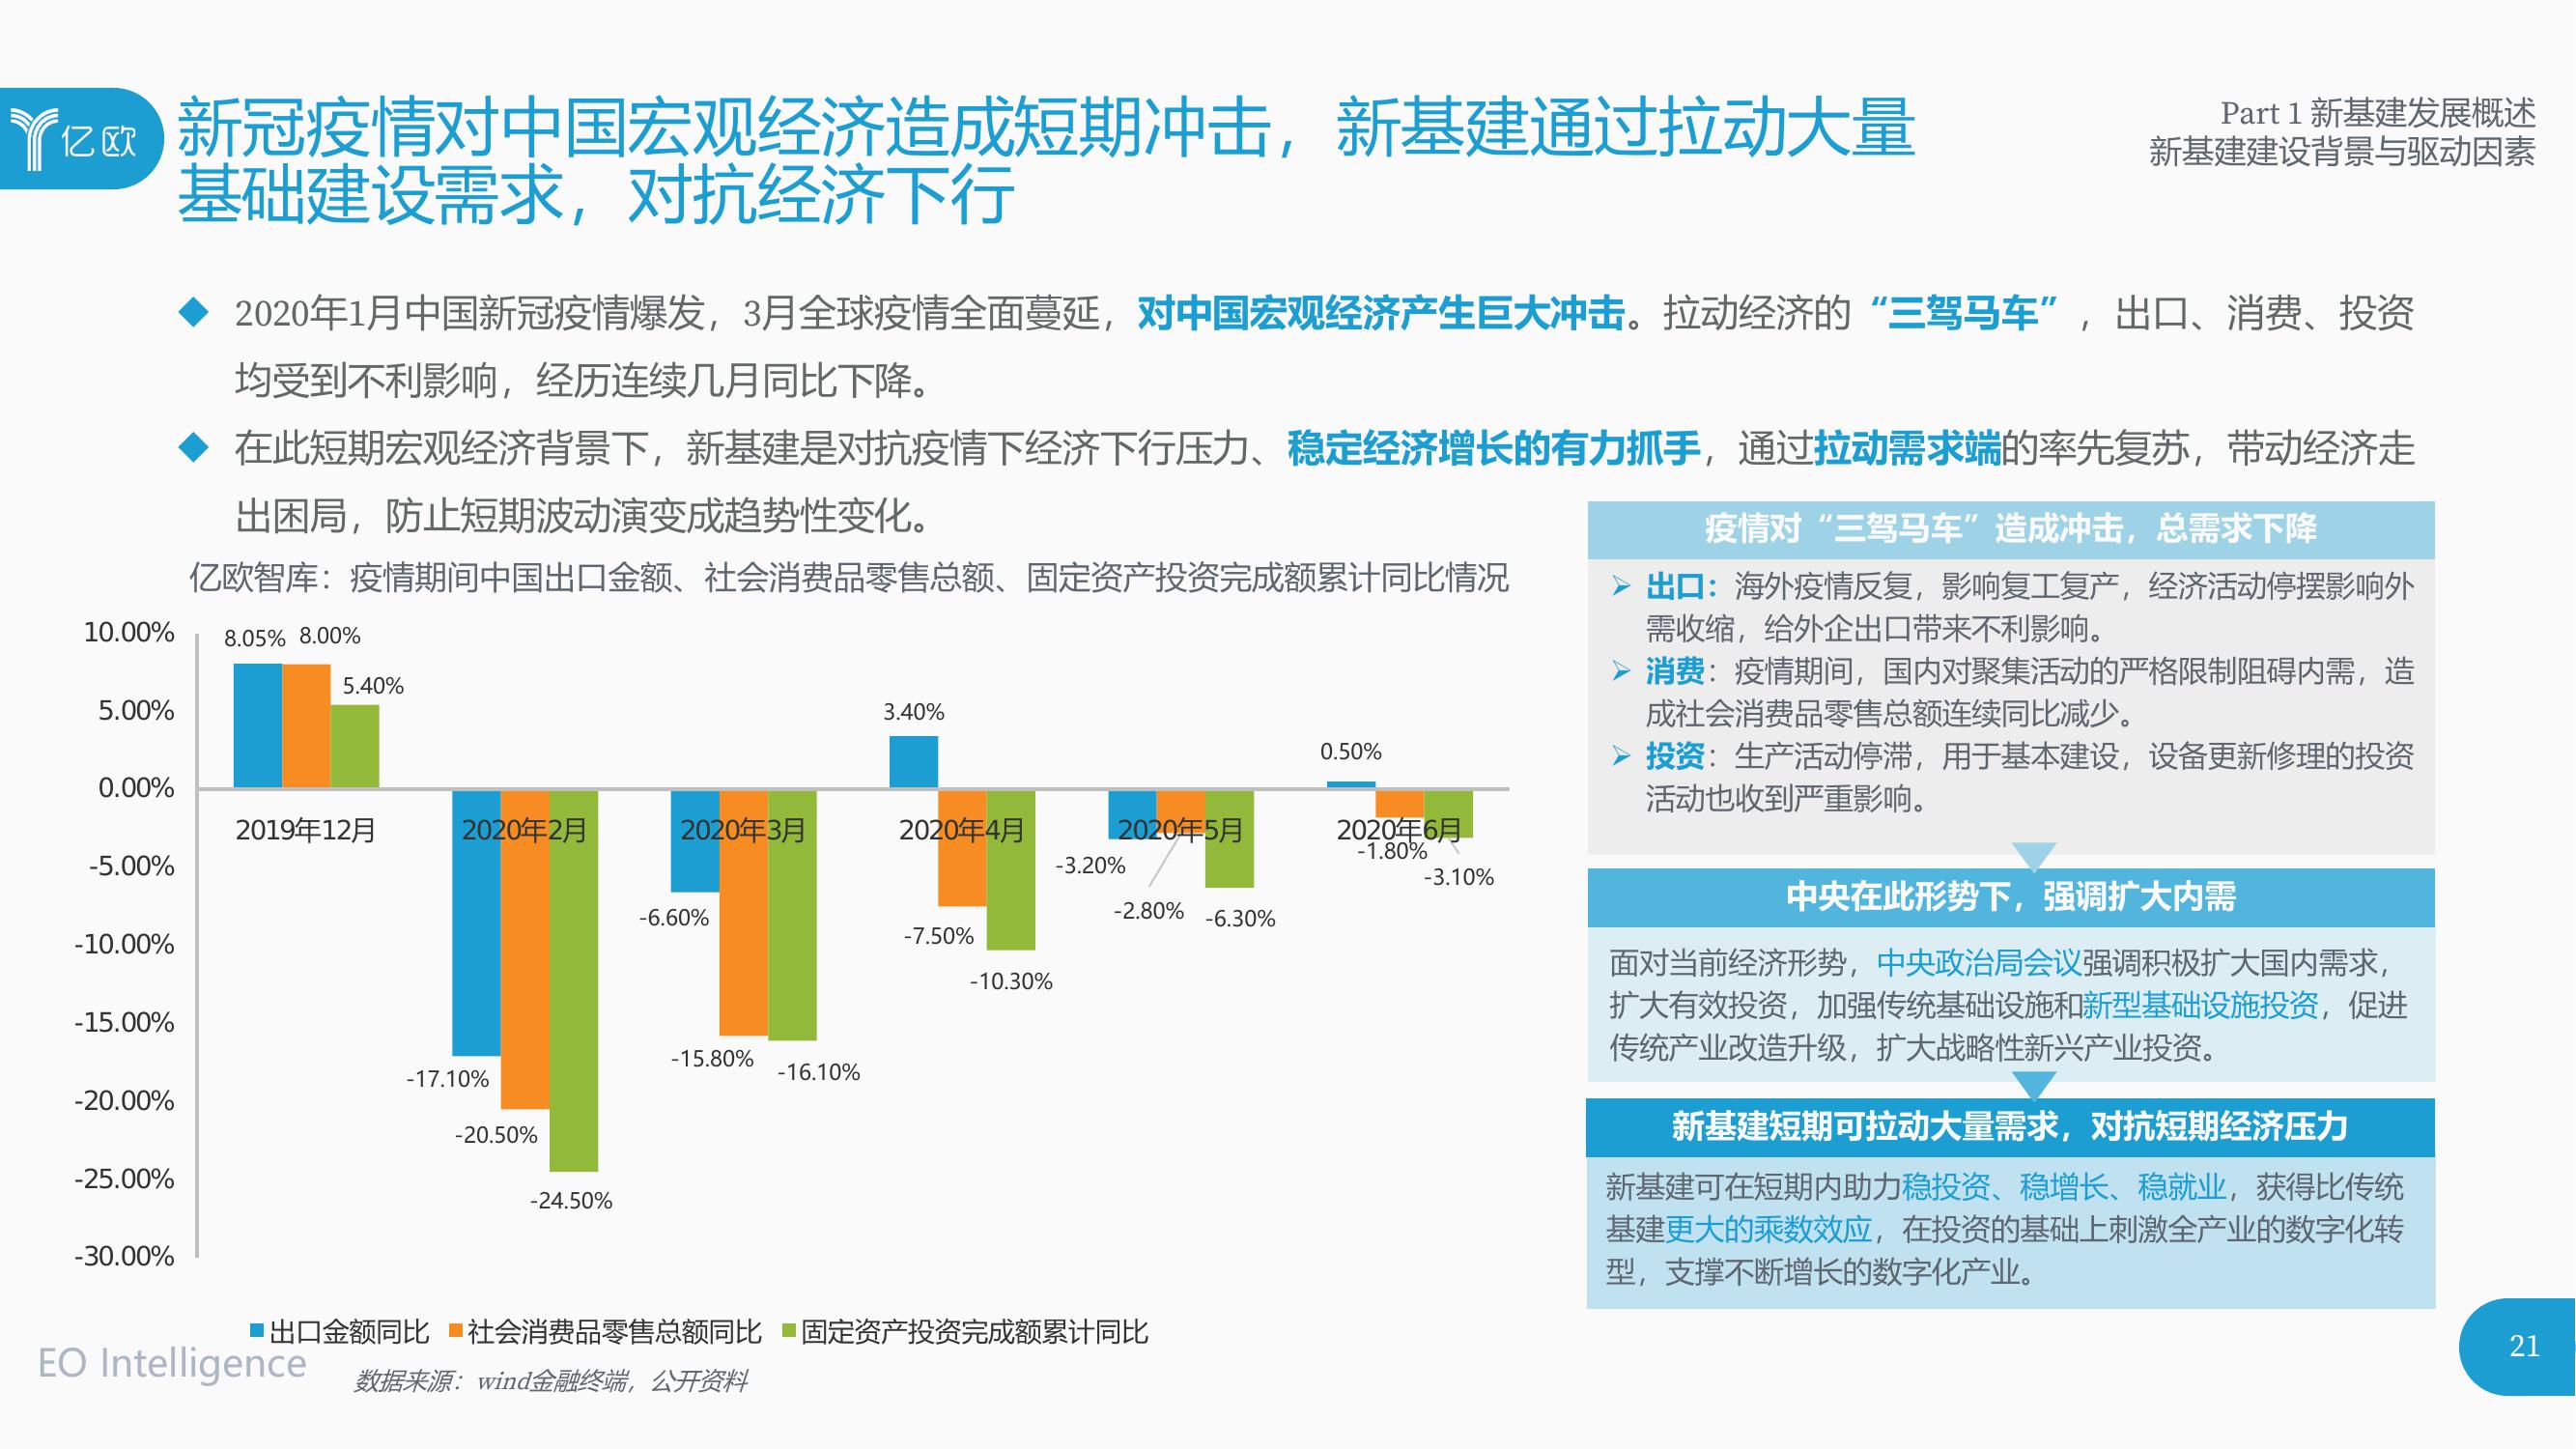 亿欧
新冠疫情对中国宏观经济造成短期冲击，新基建通过拉动大量
基础建设需求，对抗经济下行
Part 1 新基建发展概述
新基建建设背景与驱动因素
2020年1月中国新冠疫情爆发，3月全球疫情全面蔓延，对中国宏观经济产生巨大冲击。拉动经济的“三驾马车”，出口、消费、投资
均受到不利影响，经历连续几月同比下降。
在此短期宏观经济背景下，新基建是对抗疫情下经济下行压力、稳定经济增长的有力抓手，通过拉动需求端的率先复苏，带动经济走
出困局，防止短期波动演变成趋势性变化。
亿欧智库：疫情期间中国出口金额、社会消费品零售总额、固定资产投资完成额累计同比情况
10.00%
5.00%
0.00%
-5.00%
-10.00%
-15.00%
-20.00%
-25.00%
-30.00%
8.05% 8.00%
5.40%
3.40%
0.50%
2019年12月 2020年2月 2020年3月 2020年4月 2020年5月 2020年6月
-17.10%
-20.50%
-24.50%
-6.60%
-15.80%
-16.10%
-7.50%
-10.30%
-3.20%
-2.80%
-6.30%
-1.80%
-3.10%
出口金额同比 社会消费品零售总额同比 固定资产投资完成额累计同比
疫情对“三驾马车”造成冲击，总需求下降
出口：海外疫情反复，影响复工复产，经济活动停摆影响外
需收缩，给外企出口带来不利影响。
消费：疫情期间，国内对聚集活动的严格限制阻碍内需，造
成社会消费品零售总额连续同比减少。
投资：生产活动停滞，用于基本建设，设备更新修理的投资
活动也收到严重影响。
中央在此形势下，强调扩大内需
面对当前经济形势，中央政治局会议强调积极扩大国内需求，
扩大有效投资，加强传统基础设施和新型基础设施投资，促进
传统产业改造升级，扩大战略性新兴产业投资。
新基建短期可拉动大量需求，对抗短期经济压力
新基建可在短期内助力稳投资、稳增长、稳就业，获得比传统
基建更大的乘数效应，在投资的基础上刺激全产业的数字化转
型，支撑不断增长的数字化产业。
EO Intelligence
数据来源：wind金融终端，公开资料
21